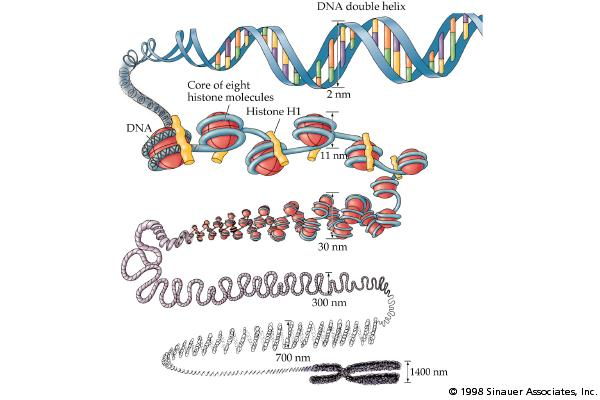 DNA double helix
2 nm
Core of eight
histone molecules
Histone H1
DNA
11 nm
30 nm
300 nm
700 nm
1400 nm
© 1998 Sinauer Associates, Inc.